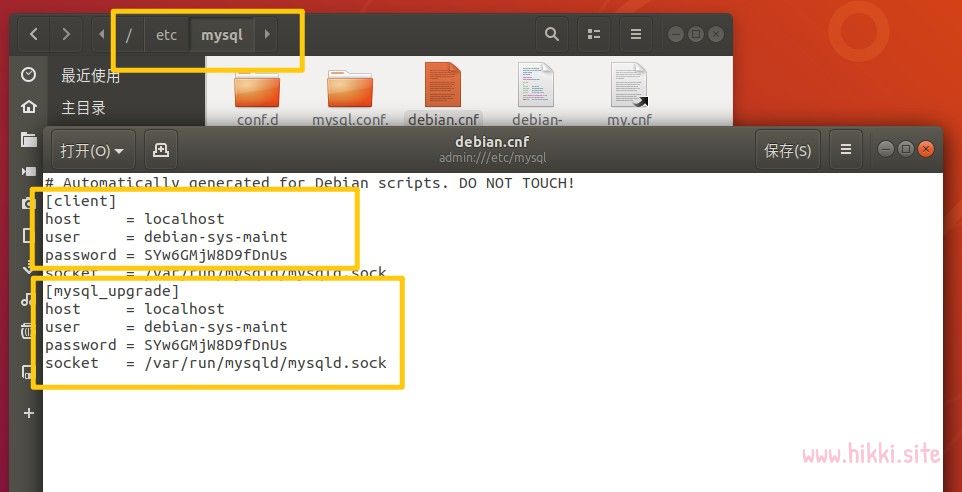 / etc mysql
最近使用
主目录
conf.d mysql.conf. debian.cnf debian- my.cnf
打开(O)
debian.cnf
admin:///etc/mysql
保存(S)
# Automatically generated for Debian scripts. DO NOT TOUCH!
[client]
host     = localhost
user     = debian-sys-maint
password = SYw6GMjW8D9fDnUs
socket   = /var/run/mysqld/mysqld.sock
[mysql_upgrade]
host     = localhost
user     = debian-sys-maint
password = SYw6GMjW8D9fDnUs
socket   = /var/run/mysqld/mysqld.sock
www.hikki.site